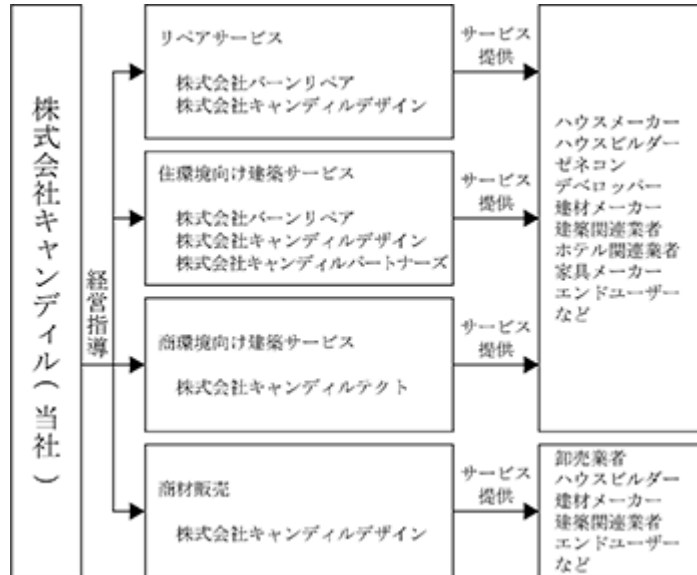 株式会社キャンディル(当社)
経営指導
リペアサービス
株式会社バーンリペア
株式会社キャンディルデザイン
サービス
提供
住環境向け建築サービス
株式会社バーンリペア
株式会社キャンディルデザイン
株式会社キャンディルパートナーズ
サービス
提供
商環境向け建築サービス
株式会社キャンディルテクト
サービス
提供
ハウスメーカー
ハウスビルダー
ゼネコン
デベロッパー
建材メーカー
建築関連業者
ホテル関連業者
家具メーカー
エンドユーザー
など
商材販売
株式会社キャンディルデザイン
サービス
提供
卸売業者
ハウスビルダー
建材メーカー
建築関連業者
エンドユーザー
など